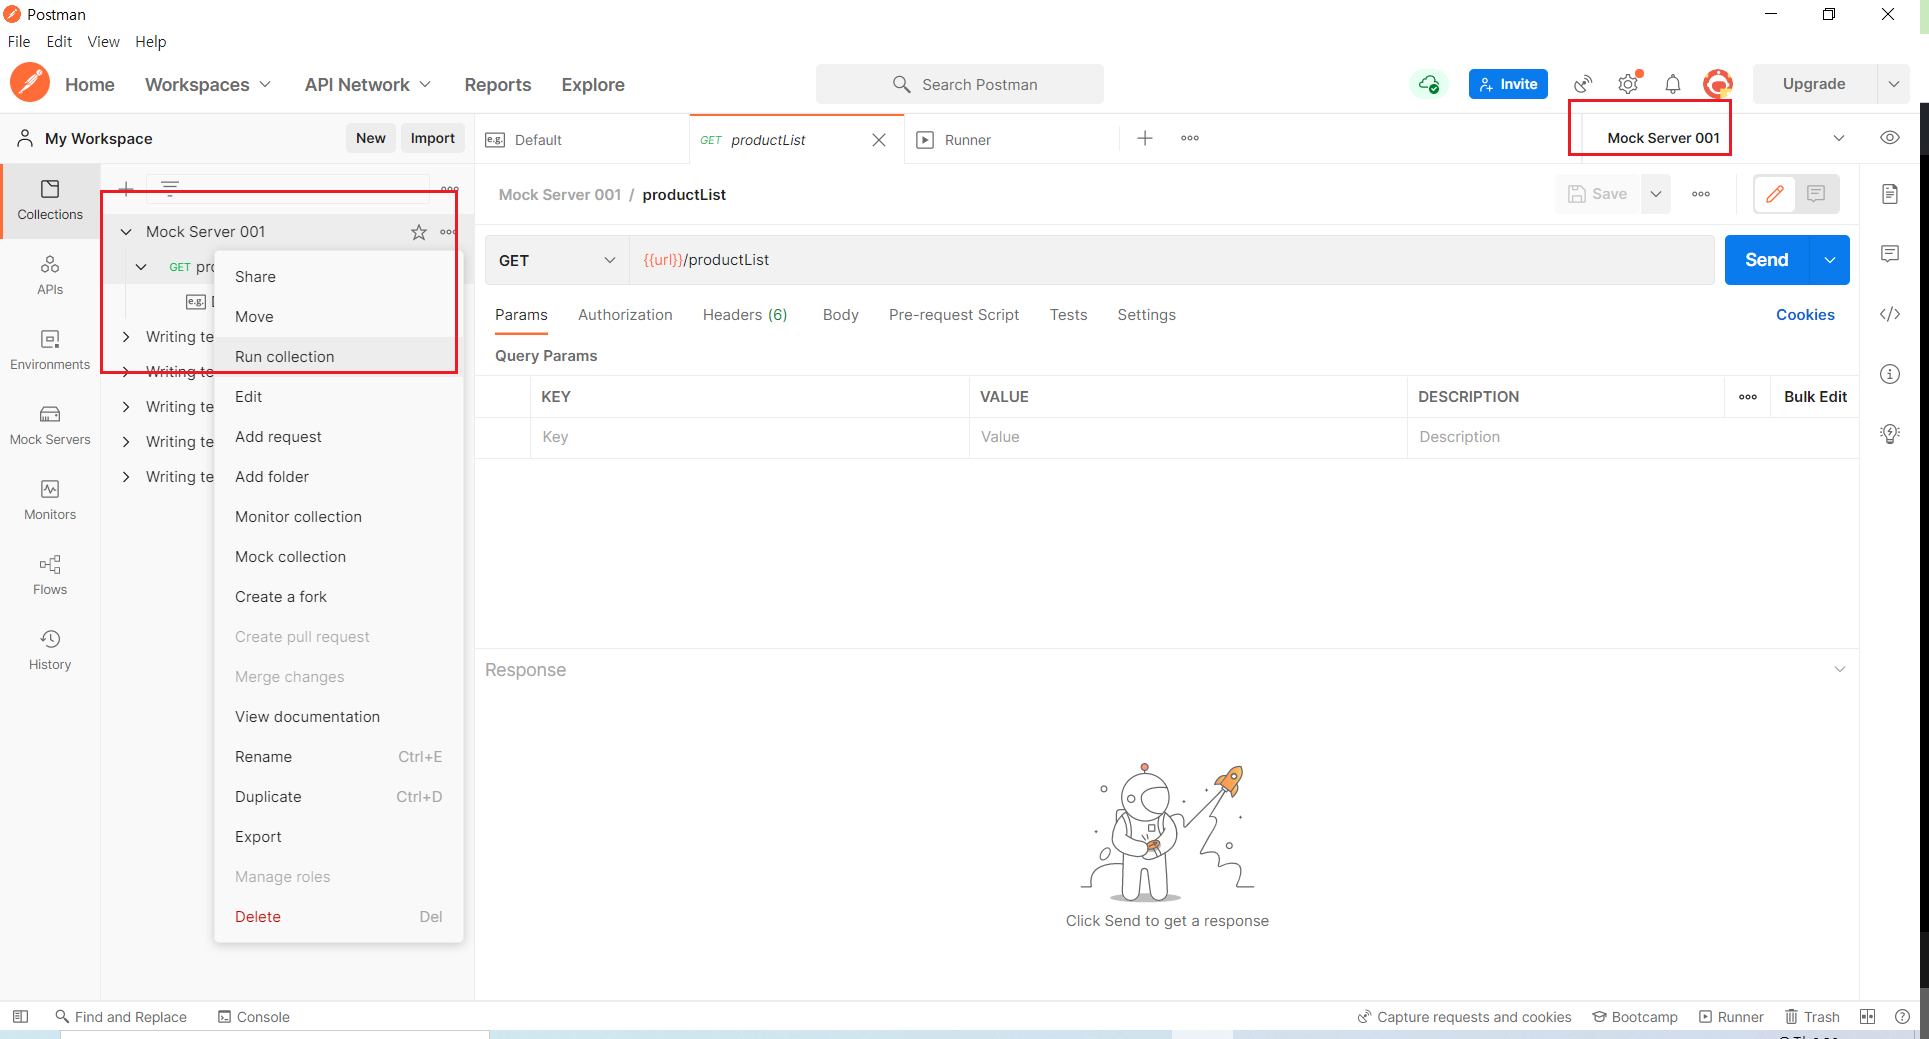 Postman
File Edit View Help
Home Workspaces API Network Reports Explore Search Postman Invite Upgrade
My Workspace New Import e.g. Default GET productList Runner Mock Server 001
Collections
APIs
Environments
Mock Servers
Monitors
Flows
History
Mock Server 001
GET
e.g.
Writing te
Writing te
Writing te
Writing te
Writing te
Share
Move
Run collection
Edit
Add request
Add folder
Monitor collection
Mock collection
Create a fork
Create pull request
Merge changes
View documentation
Rename Ctrl+E
Duplicate Ctrl+D
Export
Manage roles
Delete Del
Mock Server 001 / productList Save
GET {{url}}/productList Send
Params Authorization Headers (6) Body Pre-request Script Tests Settings Cookies
Query Params
KEY VALUE DESCRIPTION Bulk Edit
Key Value Description
Response
Click Send to get a response
Find and Replace Console Capture requests and cookies Bootcamp Runner Trash